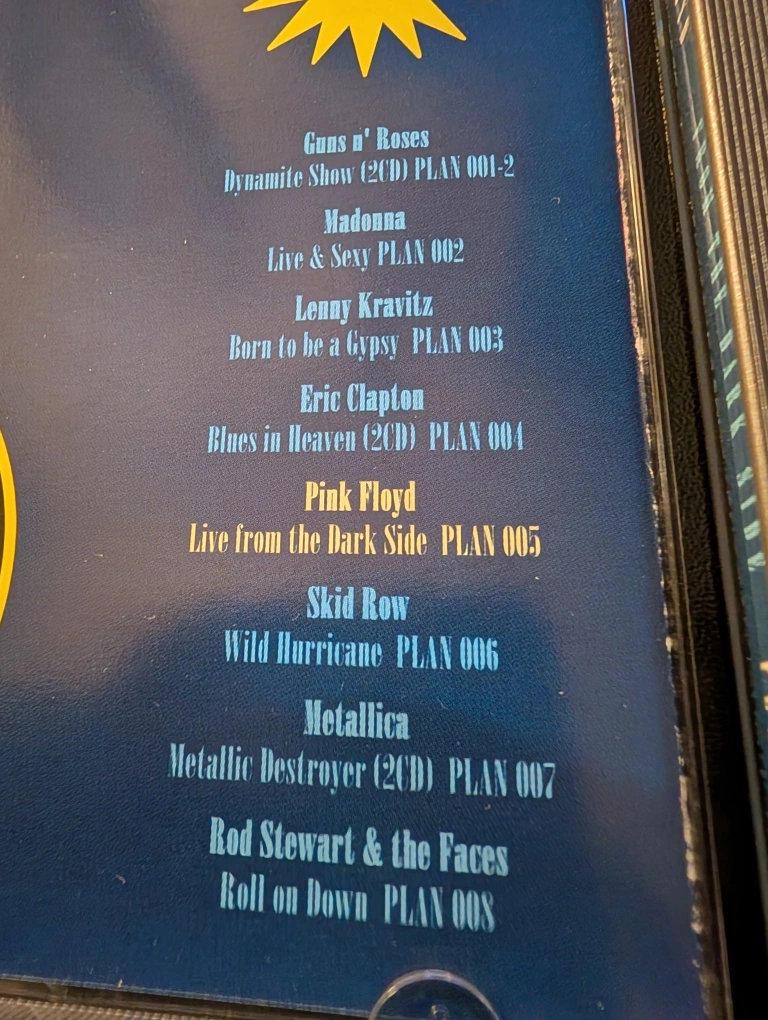 Guns n' Roses
Dynamite Show (2CD) PLAN 001-2
Madonna
Live & Sexy PLAN 002
Lenny Kravitz
Born to be a Gypsy PLAN 003
Eric Clapton
Blues in Heaven (2CD) PLAN 004
Pink Floyd
Live from the Dark Side PLAN 005
Skid Row
Wild Hurricane PLAN 006
Metallica
Metallic Destroyer (2CD) PLAN 007
Rod Stewart & the Faces
Roll on Down PLAN 008